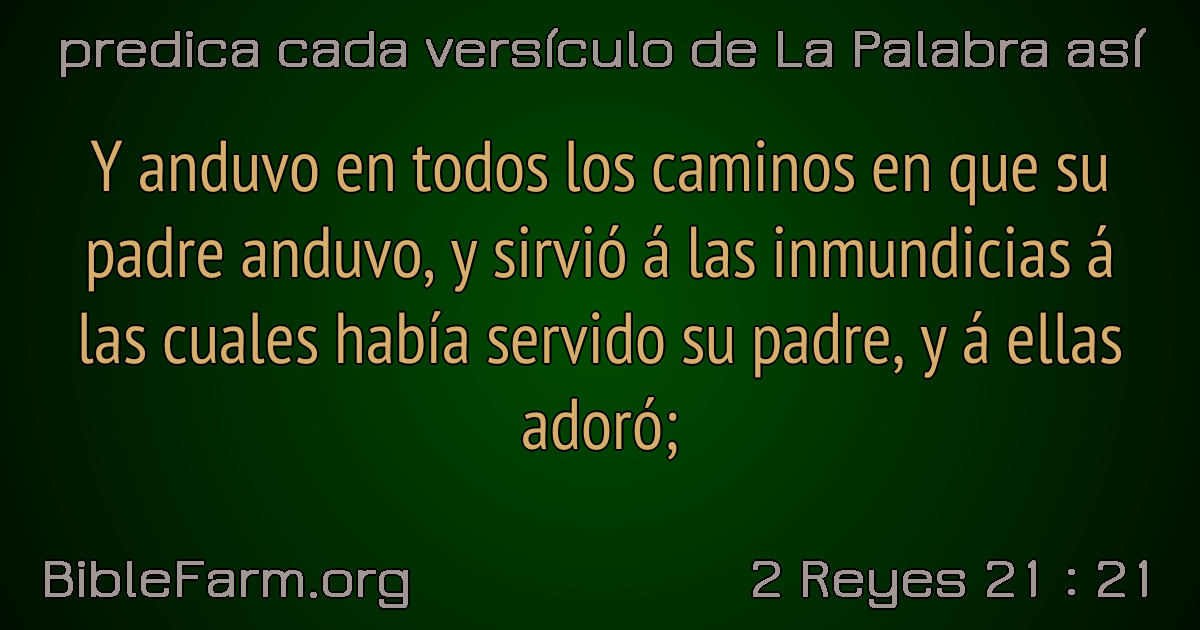 predica cada versículo de La Palabra así
Y anduvo en todos los caminos en que su
padre anduvo, y sirvió á las inmundicias á
las cuales había servido su padre, y á ellas
adoró;
BibleFarm.org
2 Reyes 21 : 21